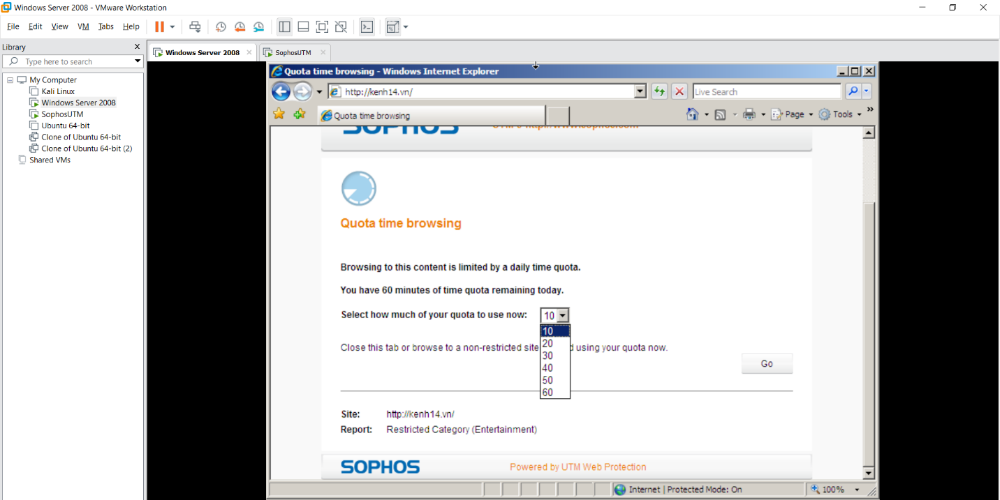 Windows Server 2008 - VMware Workstation
File Edit View VM Tabs Help
Library
Type here to search
My Computer
Kali Linux
Windows Server 2008
SophosUTM
Ubuntu 64-bit
Clone of Ubuntu 64-bit
Clone of Ubuntu 64-bit (2)
Shared VMs
Windows Server 2008 SophosUTM
Quota time browsing - Windows Internet Explorer
http://kenh14.vn/ Live Search
Quota time browsing Page Tools
SOPHOS
Quota time browsing
Browsing to this content is limited by a daily time quota.
You have 60 minutes of time quota remaining today.
Select how much of your quota to use now: 10
10
20
30
40
50
60
Close this tab or browse to a non-restricted site using your quota now.
Go
Site: http://kenh14.vn/
Report: Restricted Category (Entertainment)
SOPHOS Powered by UTM Web Protection
Internet | Protected Mode: On 100%